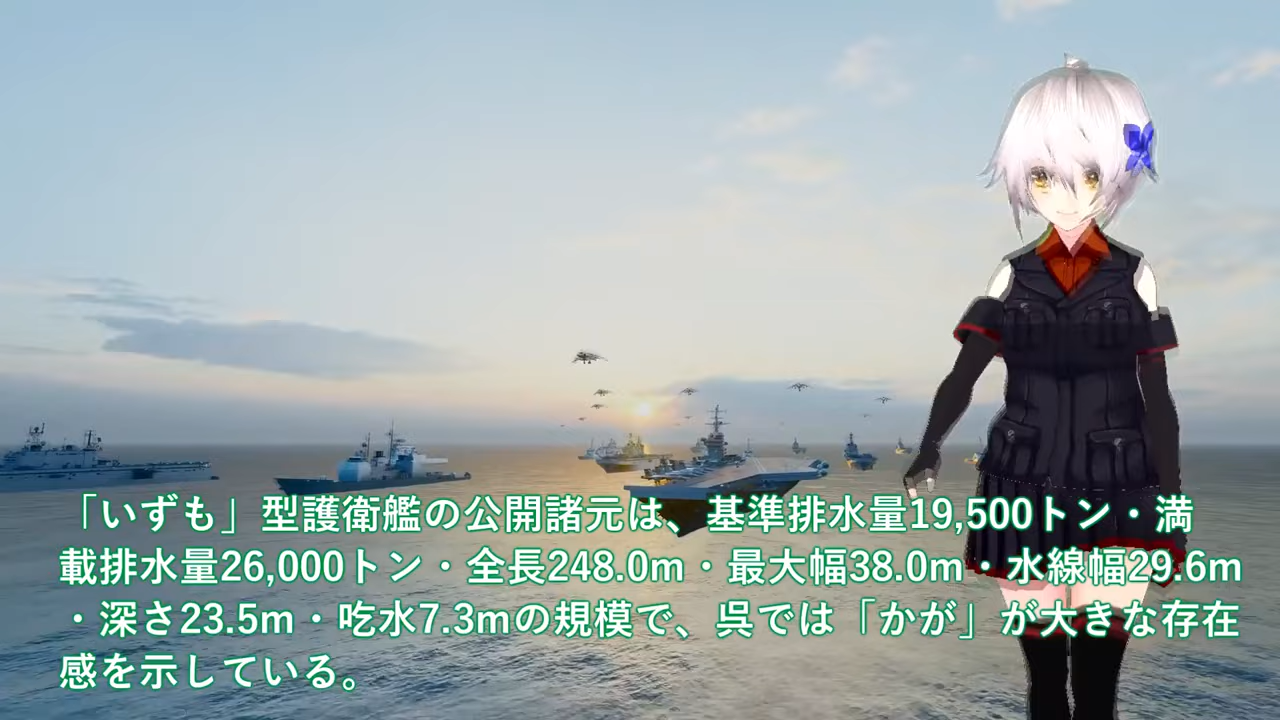 「いずも」型護衛艦の公開諸元は、基準排水量19,500トン・満
載排水量26,000トン・全長248.0m・最大幅38.0m・水線幅29.6m
・深さ23.5m・吃水7.3mの規模で、呉では「かが」が大きな存在
感を示している。